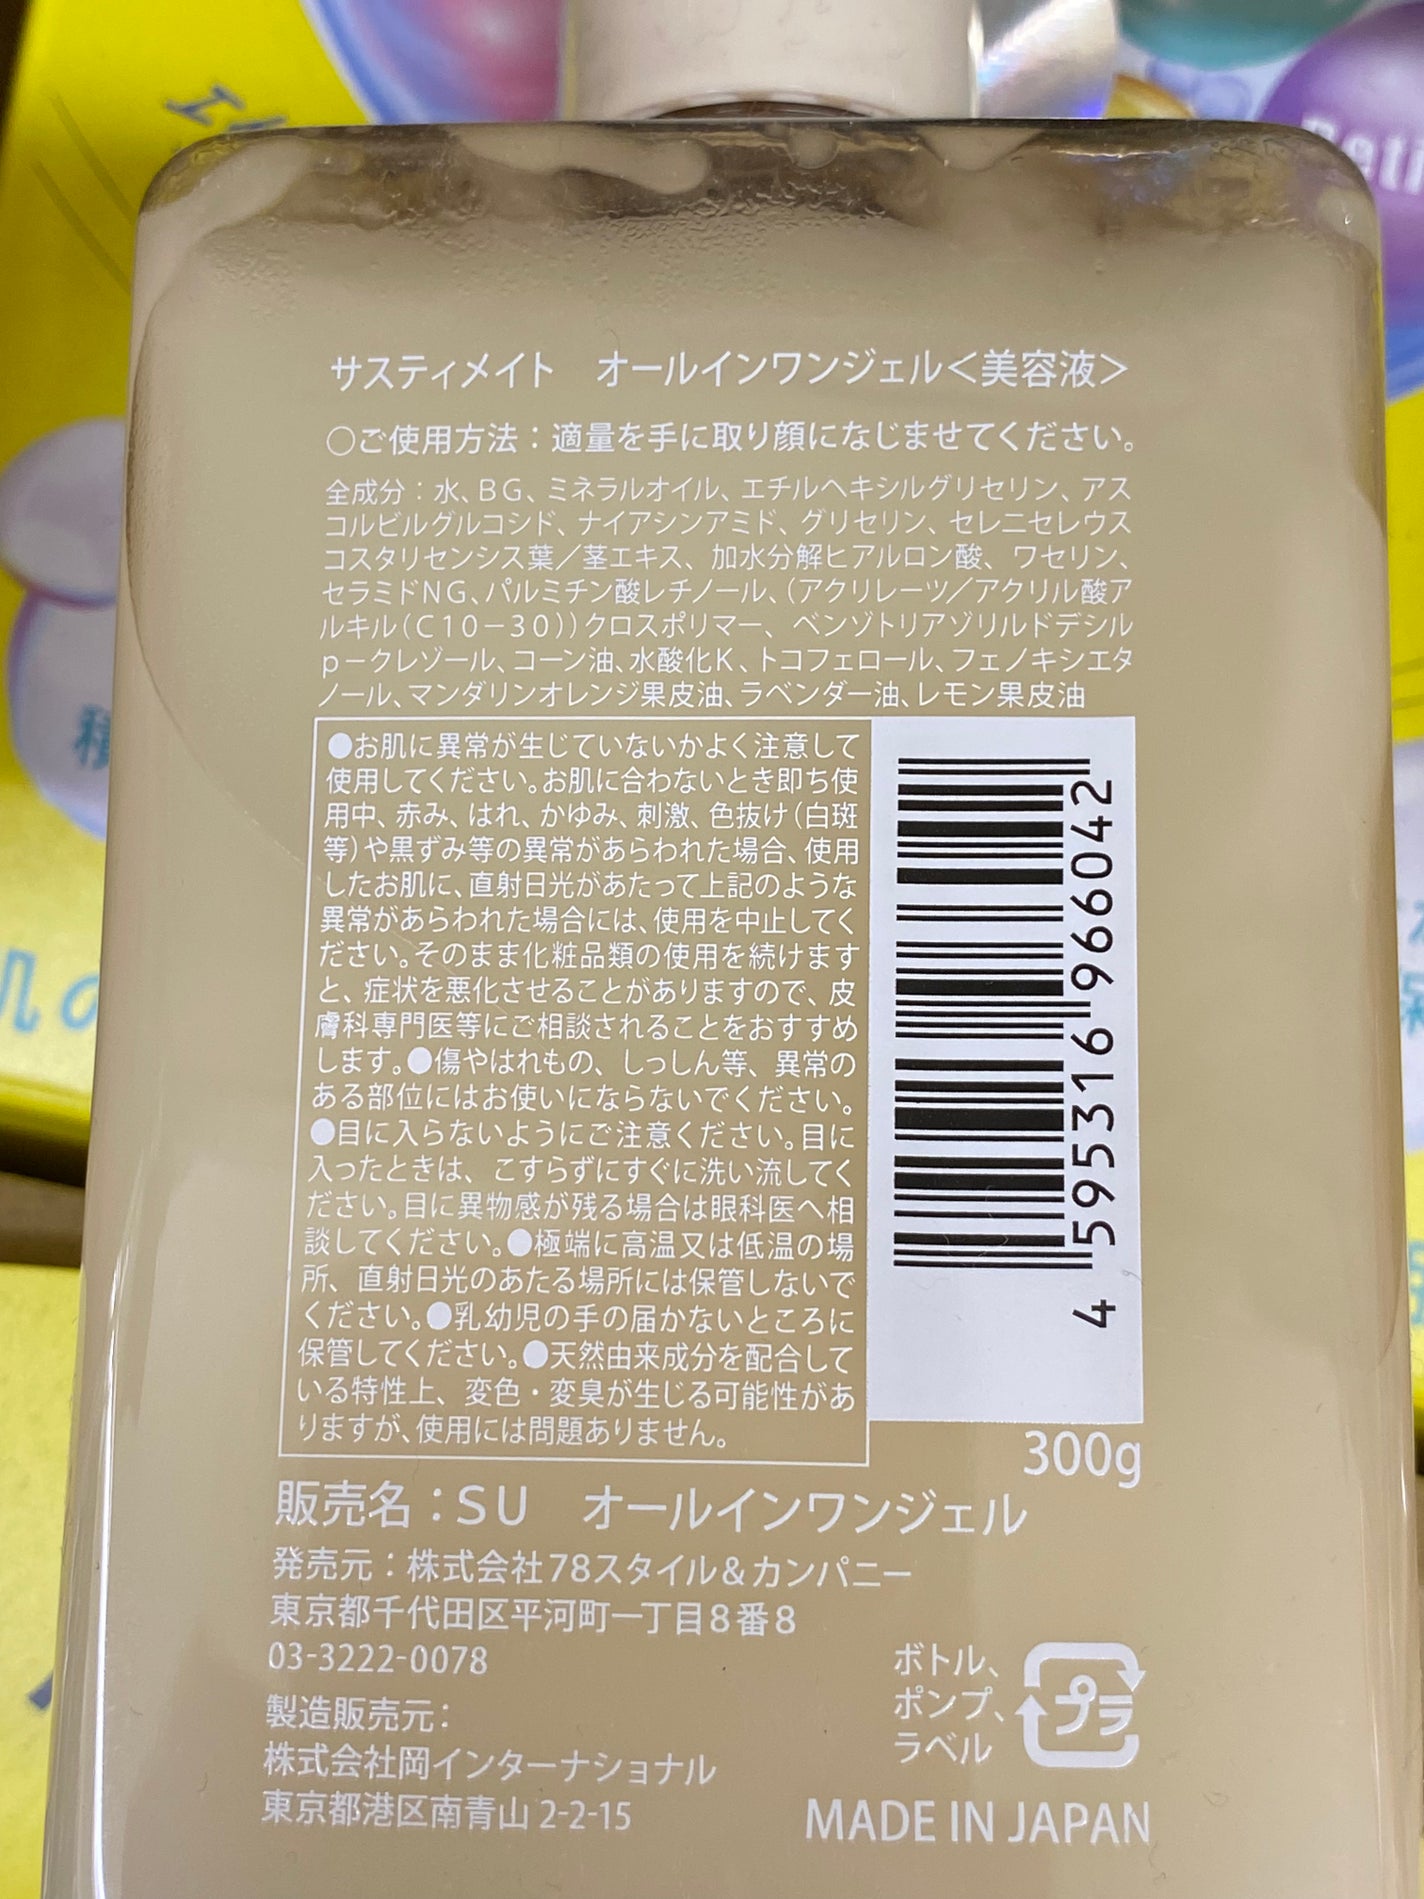 サスティメイト　オールインワンジェル＜美容液＞
○ご使用方法：適量を手に取り顔になじませてください。
全成分：水、BG、ミネラルオイル、エチルヘキシルグリセリン、アス
コルビルグルコシド、ナイアシンアミド、グリセリン、セレニセレウス
コスタリセンシス葉／茎エキス、加水分解ヒアルロン酸、ワセリン、
セラミドNG、パルミチン酸レチノール、（アクリレーツ／アクリル酸ア
ルキル（C10－30））クロスポリマー、ベンゾトリアゾリルドデシル
p－クレゾール、コーン油、水酸化K、トコフェロール、フェノキシエタ
ノール、マンダリンオレンジ果皮油、ラベンダー油、レモン果皮油
●お肌に異常が生じていないかよく注意して
使用してください。お肌に合わないとき即ち使
用中、赤み、はれ、かゆみ、刺激、色抜け（白斑
等）や黒ずみ等の異常があらわれた場合、使用
したお肌に、直射日光があたって上記のような
異常があらわれた場合には、使用を中止してく
ださい。そのまま化粧品類の使用を続けます
と、症状を悪化させることがありますので、皮
膚科専門医等にご相談されることをおすすめ
します。●傷やはれもの、しっしん等、異常の
ある部位にはお使いにならないでください。
●目に入らないようにご注意ください。目に
入ったときは、こすらずにすぐに洗い流してく
ださい。目に異物感が残る場合は眼科医へ相
談してください。●極端に高温又は低温の場
所、直射日光のあたる場所には保管しないで
ください。●乳幼児の手の届かないところに
保管してください。●天然由来成分を配合して
いる特性上、変色・変臭が生じる可能性があ
りますが、使用には問題ありません。
4 595316 966042
300g
販売名：SU　オールインワンジェル
発売元：株式会社78スタイル＆カンパニー
東京都千代田区平河町一丁目8番8
03-3222-0078
製造販売元：
株式会社岡インターナショナル
東京都港区南青山 2-2-15
ボトル、
ポンプ、
ラベル
プラ
MADE IN JAPAN
肌の